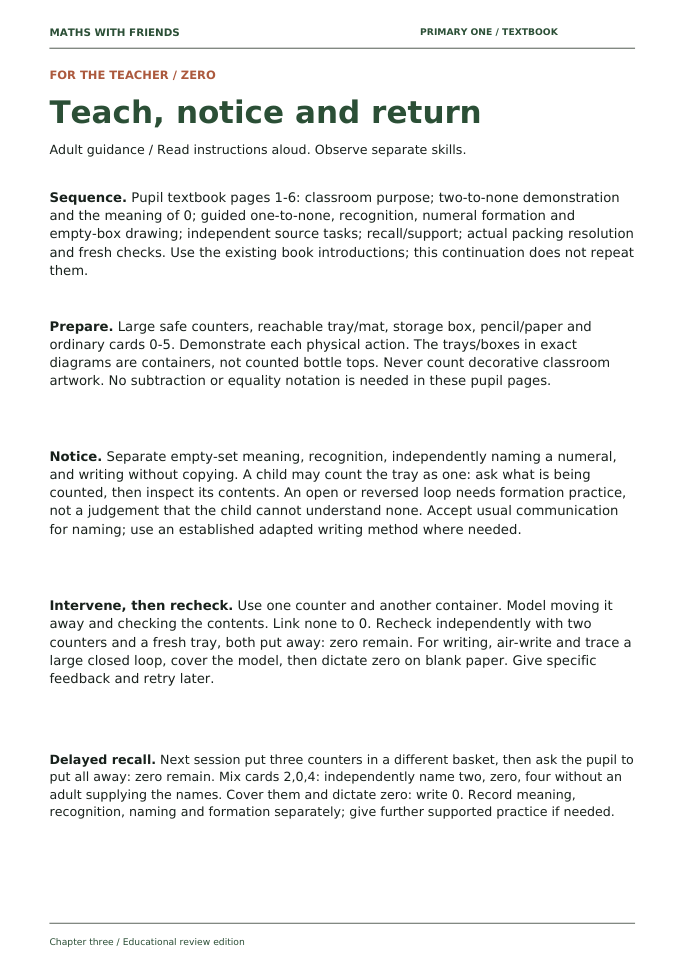 MATHS WITH FRIENDS
PRIMARY ONE / TEXTBOOK
FOR THE TEACHER / ZERO
Teach, notice and return
Adult guidance / Read instructions aloud. Observe separate skills.
Sequence. Pupil textbook pages 1-6: classroom purpose; two-to-none demonstration
and the meaning of 0; guided one-to-none, recognition, numeral formation and
empty-box drawing; independent source tasks; recall/support; actual packing resolution
and fresh checks. Use the existing book introductions; this continuation does not repeat
them.
Prepare. Large safe counters, reachable tray/mat, storage box, pencil/paper and
ordinary cards 0-5. Demonstrate each physical action. The trays/boxes in exact
diagrams are containers, not counted bottle tops. Never count decorative classroom
artwork. No subtraction or equality notation is needed in these pupil pages.
Notice. Separate empty-set meaning, recognition, independently naming a numeral,
and writing without copying. A child may count the tray as one: ask what is being
counted, then inspect its contents. An open or reversed loop needs formation practice,
not a judgement that the child cannot understand none. Accept usual communication
for naming; use an established adapted writing method where needed.
Intervene, then recheck. Use one counter and another container. Model moving it
away and checking the contents. Link none to 0. Recheck independently with two
counters and a fresh tray, both put away: zero remain. For writing, air-write and trace a
large closed loop, cover the model, then dictate zero on blank paper. Give specific
feedback and retry later.
Delayed recall. Next session put three counters in a different basket, then ask the pupil to
put all away: zero remain. Mix cards 2,0,4: independently name two, zero, four without an
adult supplying the names. Cover them and dictate zero: write 0. Record meaning,
recognition, naming and formation separately; give further supported practice if needed.
Chapter three / Educational review edition